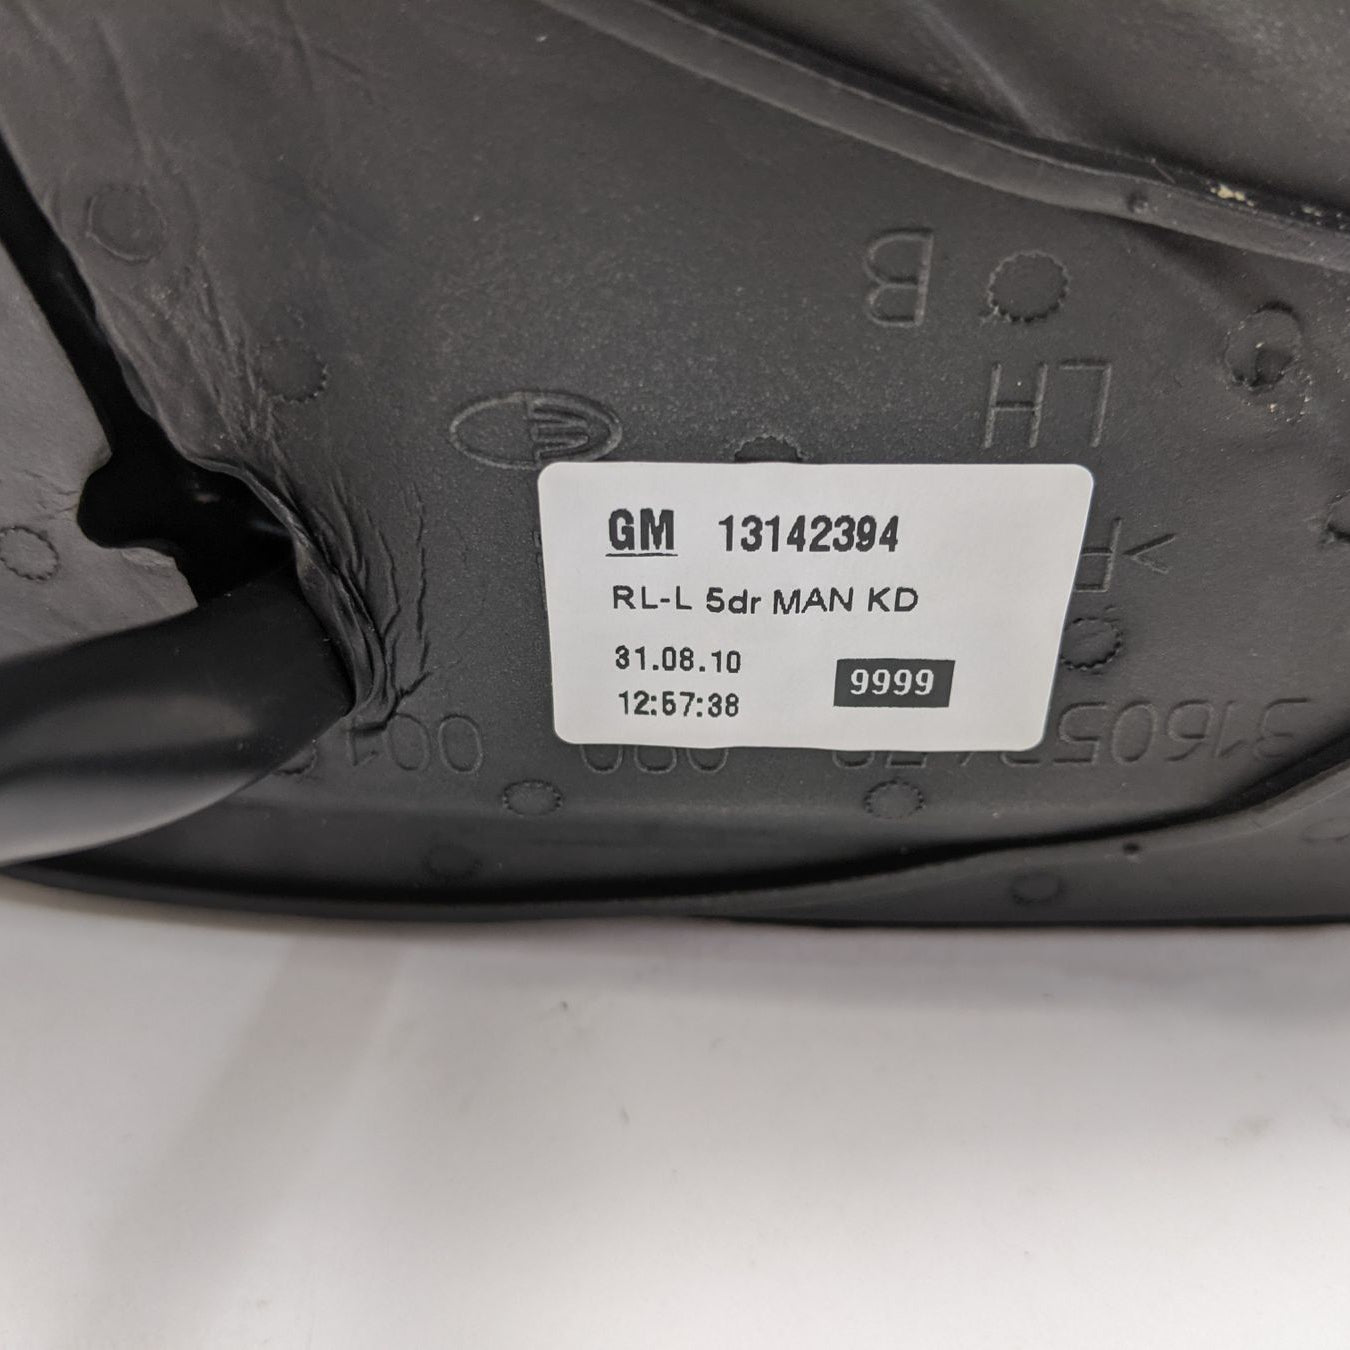 B
LH
GM 13142394
RL-L 5dr MAN KD
31.08.10
12:57:38
9999